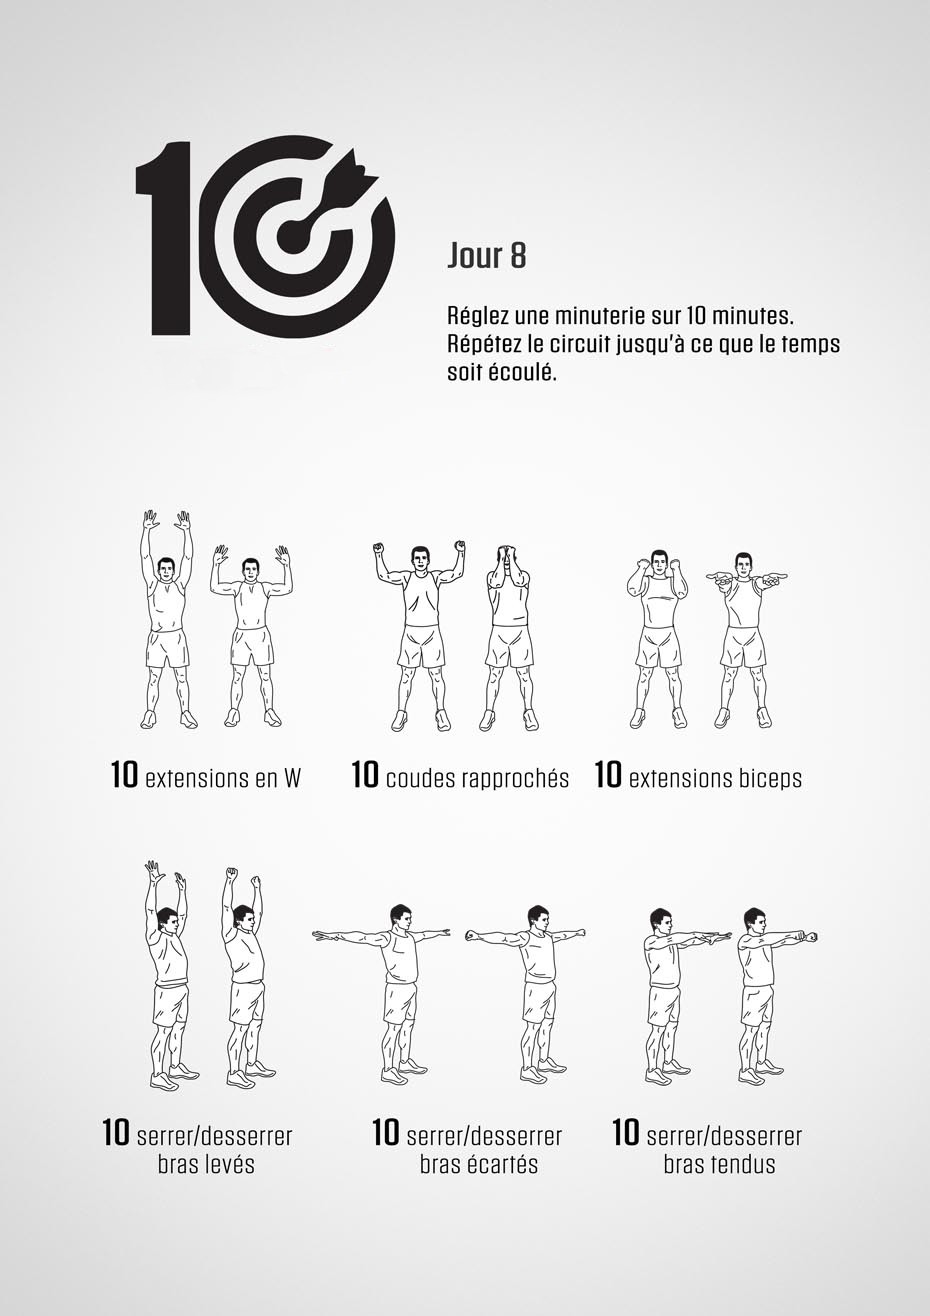 10
Jour 8
Réglez une minuterie sur 10 minutes.
Répétez le circuit jusqu'à ce que le temps
soit écoulé.
10 extensions en W
10 coudes rapprochés
10 extensions biceps
10 serrer/desserrer
bras levés
10 serrer/desserrer
bras écartés
10 serrer/desserrer
bras tendus